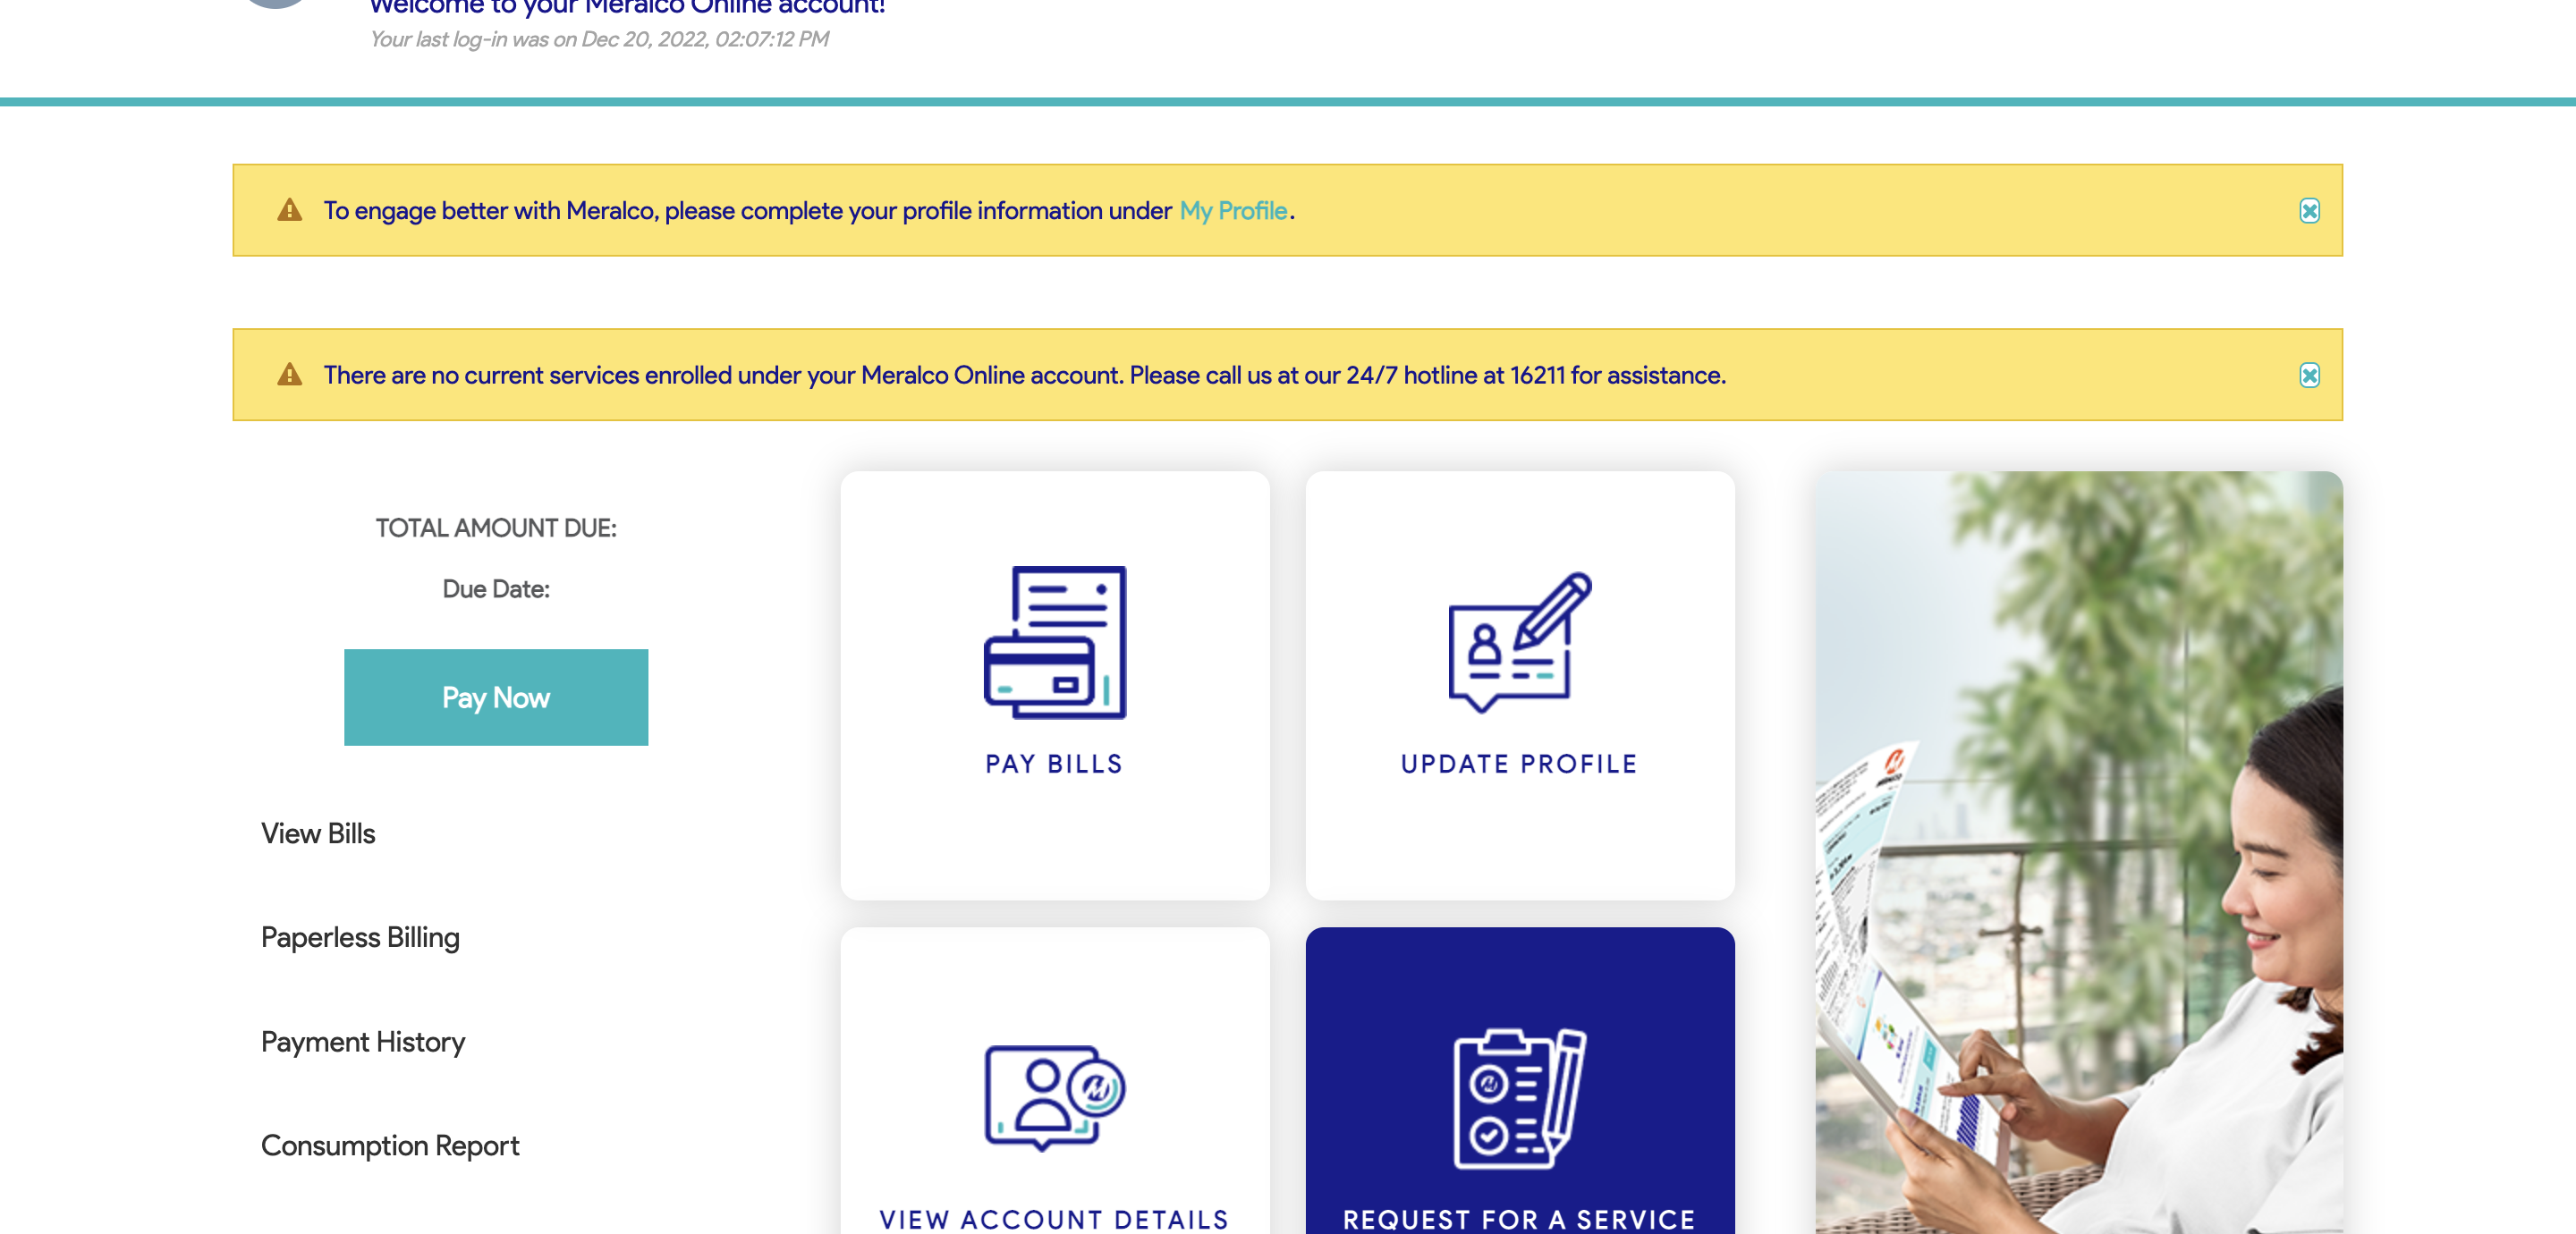 Welcome to your Meralco Online account!
Your last log-in was on Dec 20, 2022, 02:07:12 PM
To engage better with Meralco, please complete your profile information under My Profile.
There are no current services enrolled under your Meralco Online account. Please call us at our 24/7 hotline at 16211 for assistance.
TOTAL AMOUNT DUE:
Due Date:
Pay Now
View Bills
Paperless Billing
Payment History
Consumption Report
PAY BILLS
UPDATE PROFILE
VIEW ACCOUNT DETAILS
REQUEST FOR A SERVICE